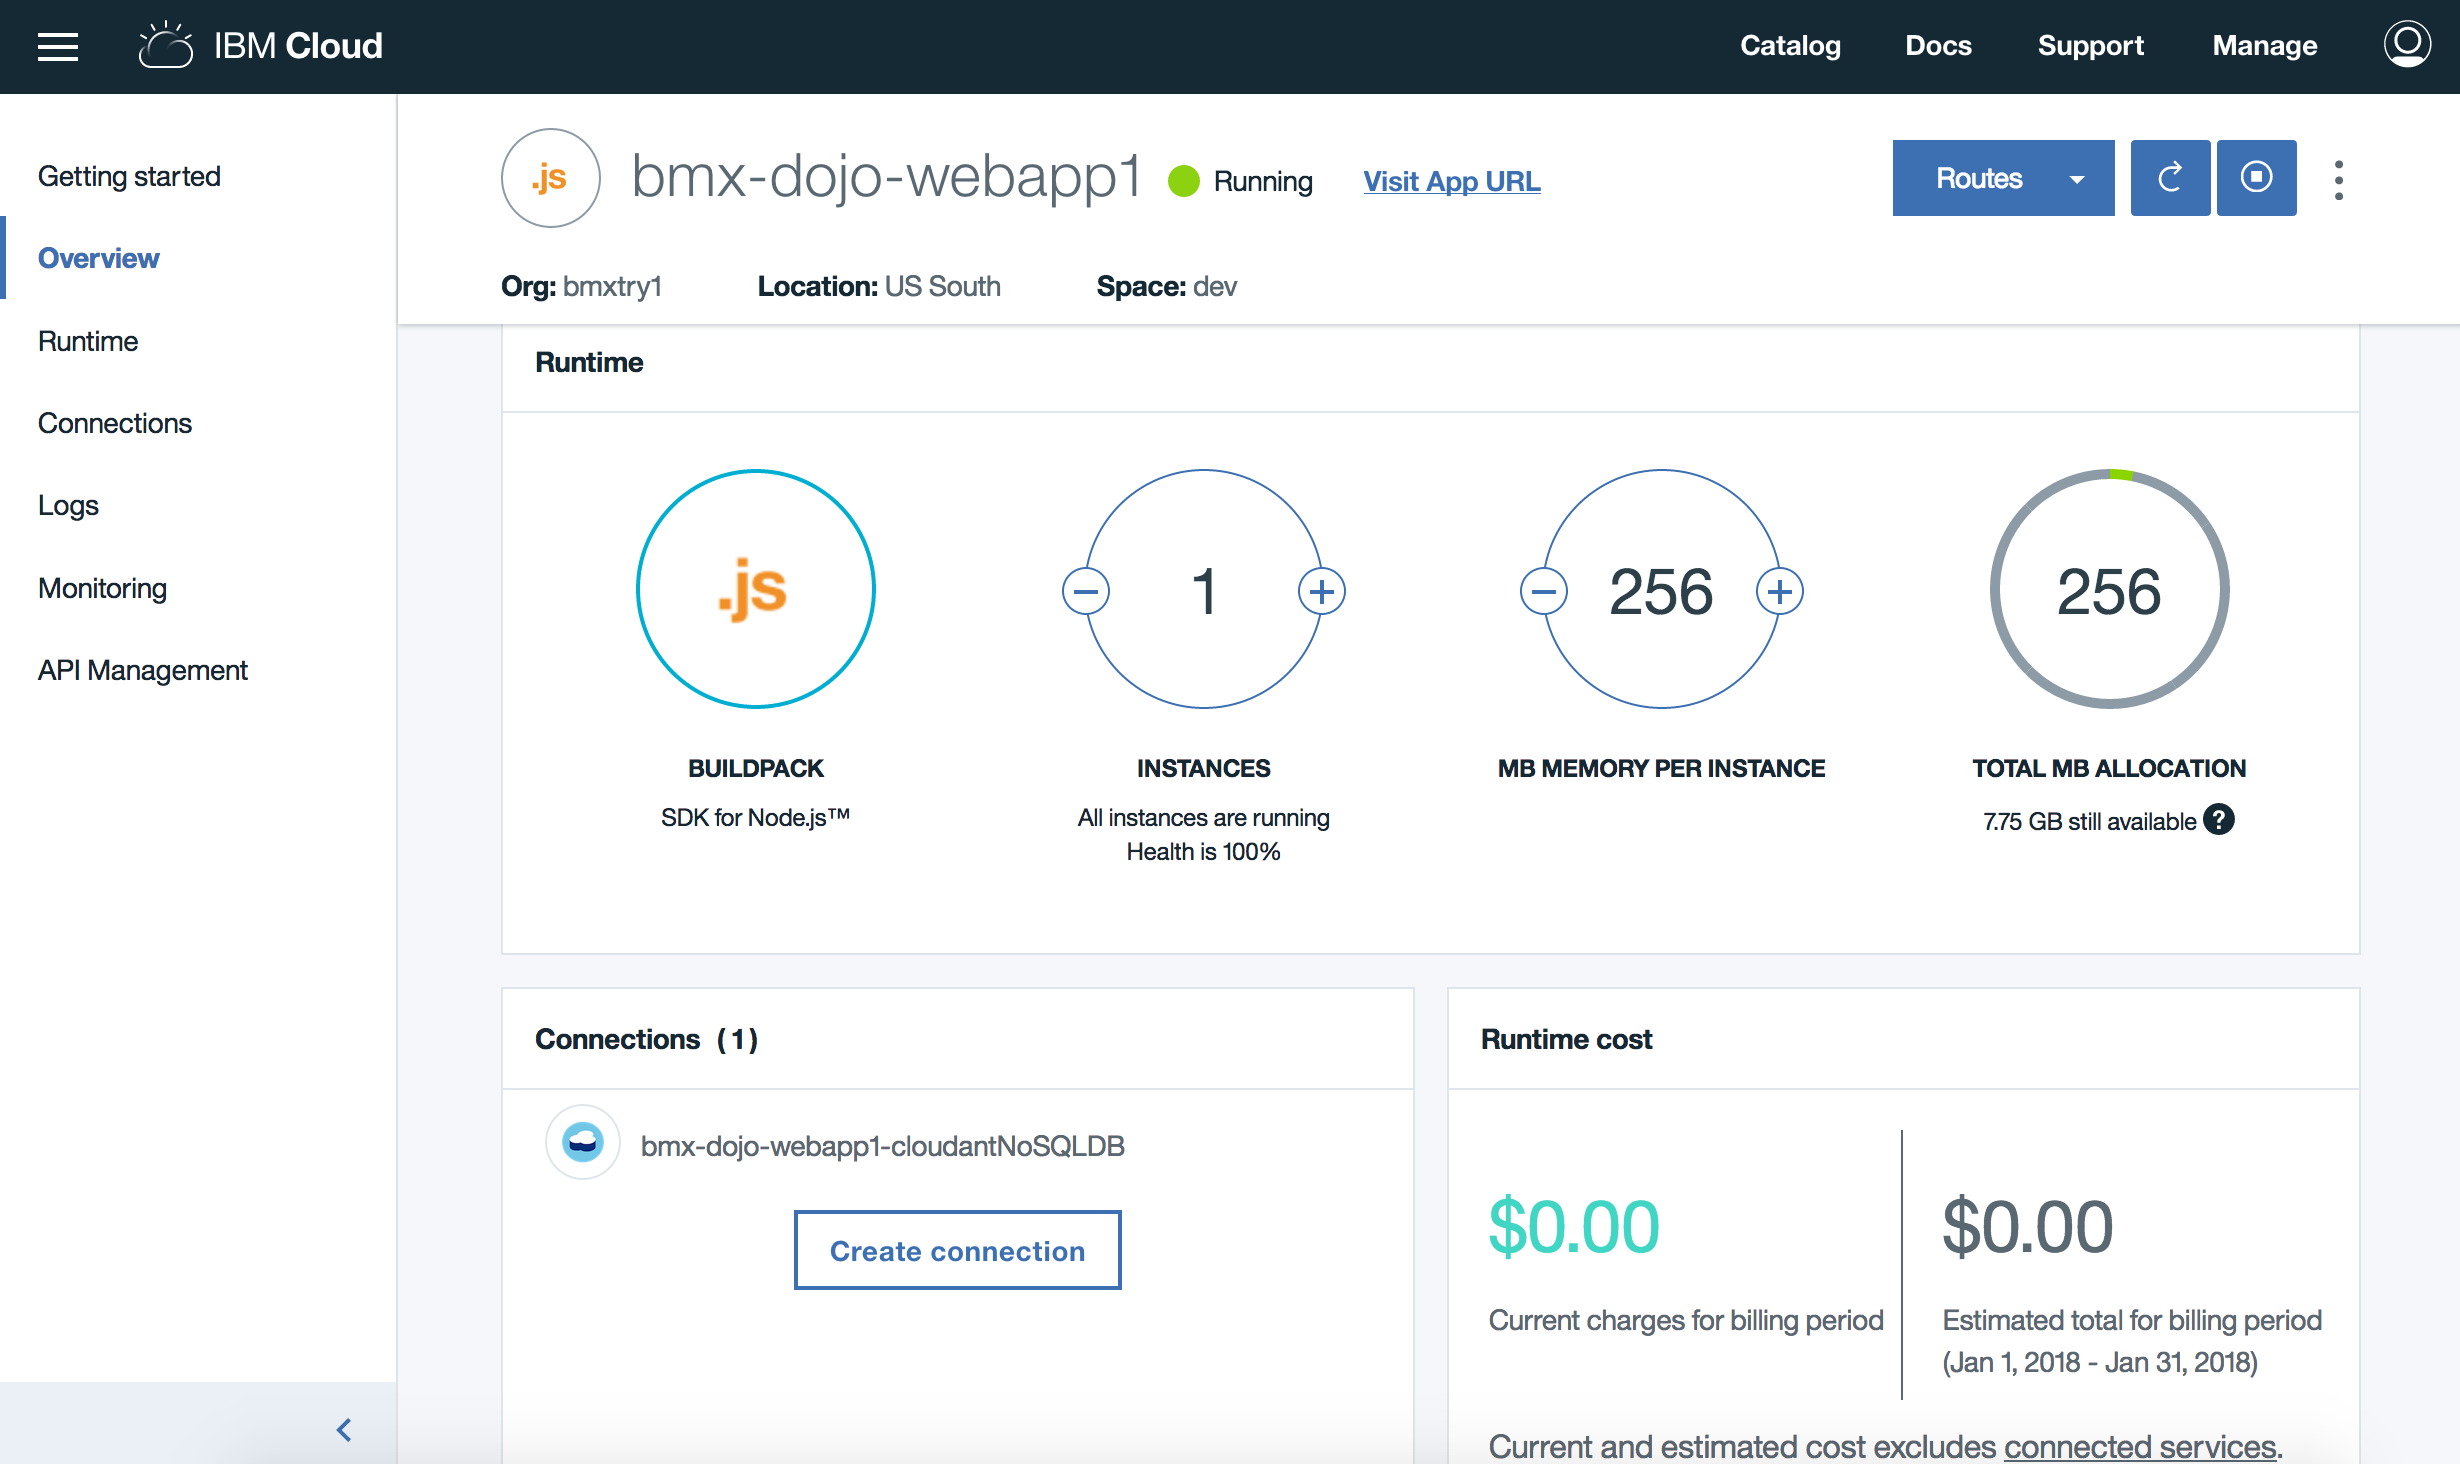 IBM Cloud
Catalog
Docs
Support
Manage
Getting started
Overview
Runtime
Connections
Logs
Monitoring
API Management
.js
bmx-dojo-webapp1
Running
Visit App URL
Routes
Org: bmxtry1
Location: US South
Space: dev
Runtime
.js
1
256
256
BUILDPACK
SDK for Node.js™
INSTANCES
All instances are running
Health is 100%
MB MEMORY PER INSTANCE
TOTAL MB ALLOCATION
7.75 GB still available ?
Connections (1)
bmx-dojo-webapp1-cloudantNoSQLDB
Create connection
Runtime cost
$0.00
Current charges for billing period
$0.00
Estimated total for billing period
(Jan 1, 2018 - Jan 31, 2018)
Current and estimated cost excludes connected services.